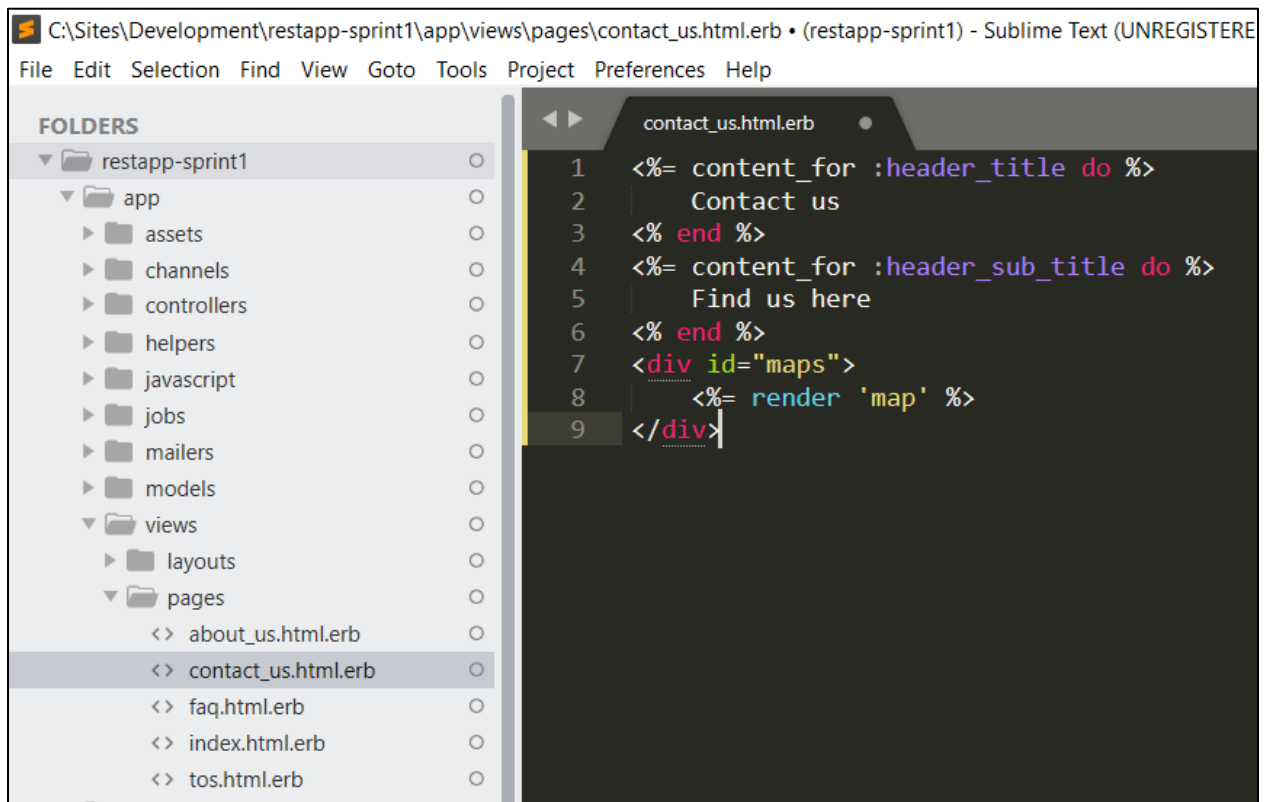 C:\Sites\Development\restapp-sprint1\app\views\pages\contact_us.html.erb • (restapp-sprint1) - Sublime Text (UNREGISTERE
File Edit Selection Find View Goto Tools Project Preferences Help
FOLDERS
restapp-sprint1
app
assets
channels
controllers
helpers
javascript
jobs
mailers
models
views
layouts
pages
<> about_us.html.erb
<> contact_us.html.erb
<> faq.html.erb
<> index.html.erb
<> tos.html.erb
contact_us.html.erb
1 <%= content_for :header_title do %>
2     Contact us
3 <% end %>
4 <%= content_for :header_sub_title do %>
5     Find us here
6 <% end %>
7 <div id="maps">
8     <%= render 'map' %>
9 </div>